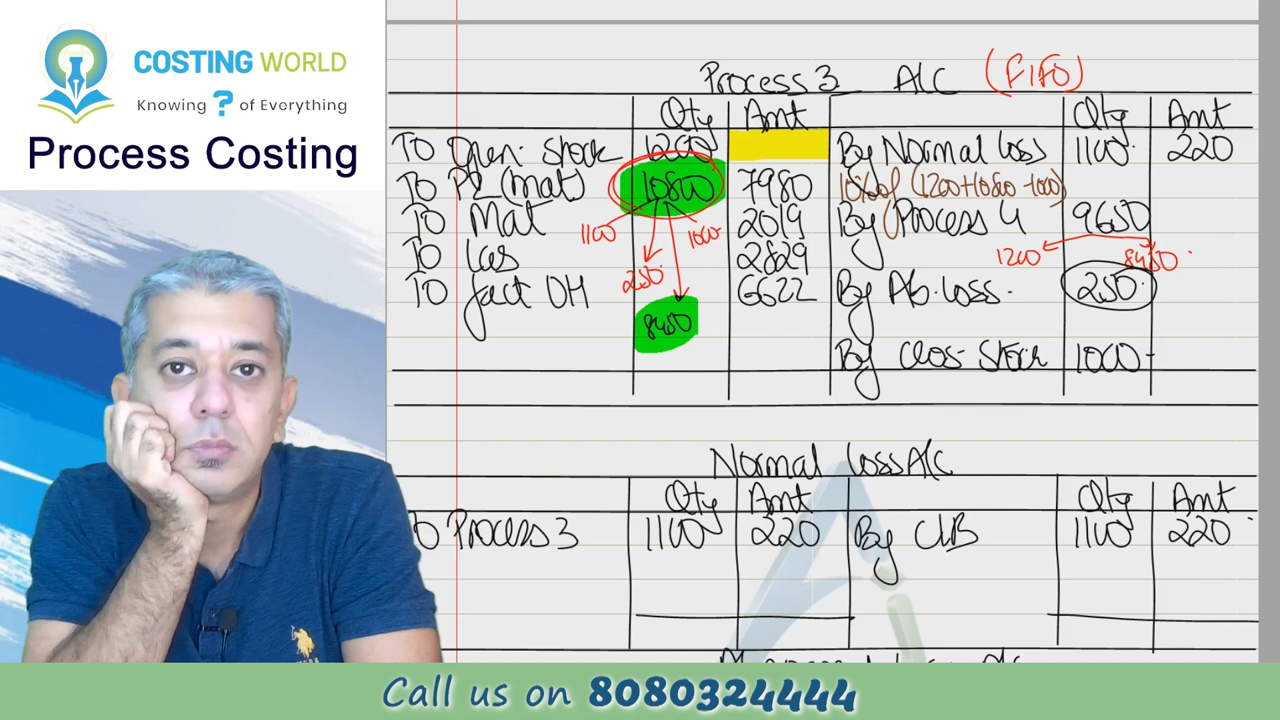 COSTING WORLD
Knowing ? of Everything
Process Costing
Process 3 A/C (FIFO)
Qty Amt Qty Amt
To Open. Stock 1200 By Normal loss 1100 220
To P2 (Mat) 10800 7980 10% of (1200+10800-1000)
To Mat 2019 By Process 4 9650
1100 1000 1200 8450
To Las 2829
250
To fact OH 6622 By Ab. loss. 250
8450
By Clos- Stock 1000
Normal loss A/C
Qty Amt Qty Amt
To Process 3 1100 220 By C/B 1100 220
Call us on 8080324444